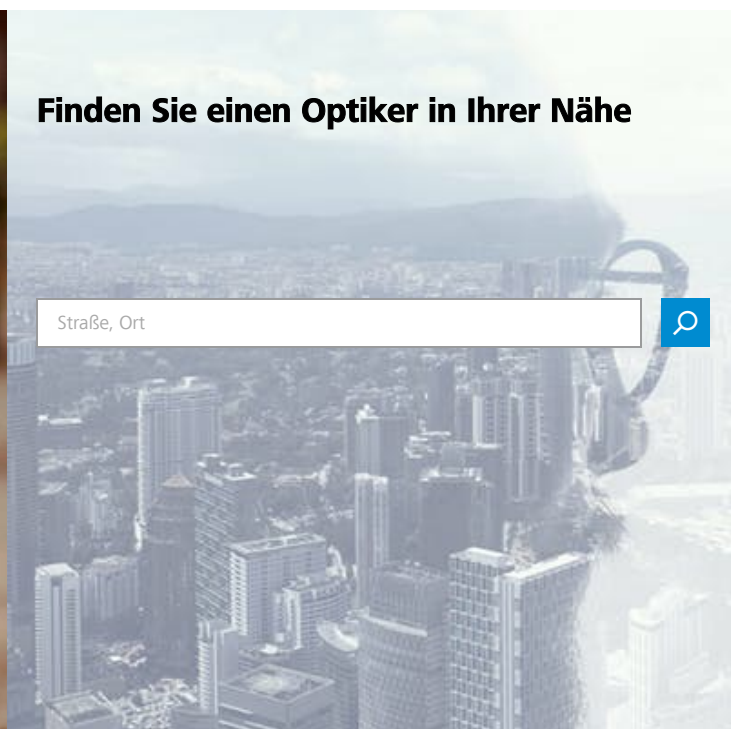 Finden Sie einen Optiker in Ihrer Nähe
Straße, Ort